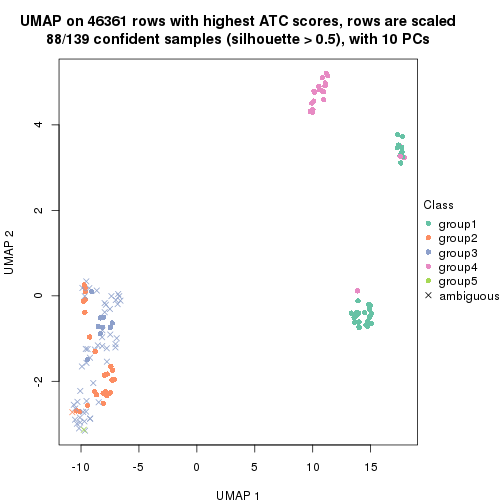 UMAP on 46361 rows with highest ATC scores, rows are scaled
88/139 confident samples (silhouette > 0.5), with 10 PCs
UMAP 2
4
2
0
-2
-10
-5
0
5
10
15
UMAP 1
Class
group1
group2
group3
group4
group5
ambiguous